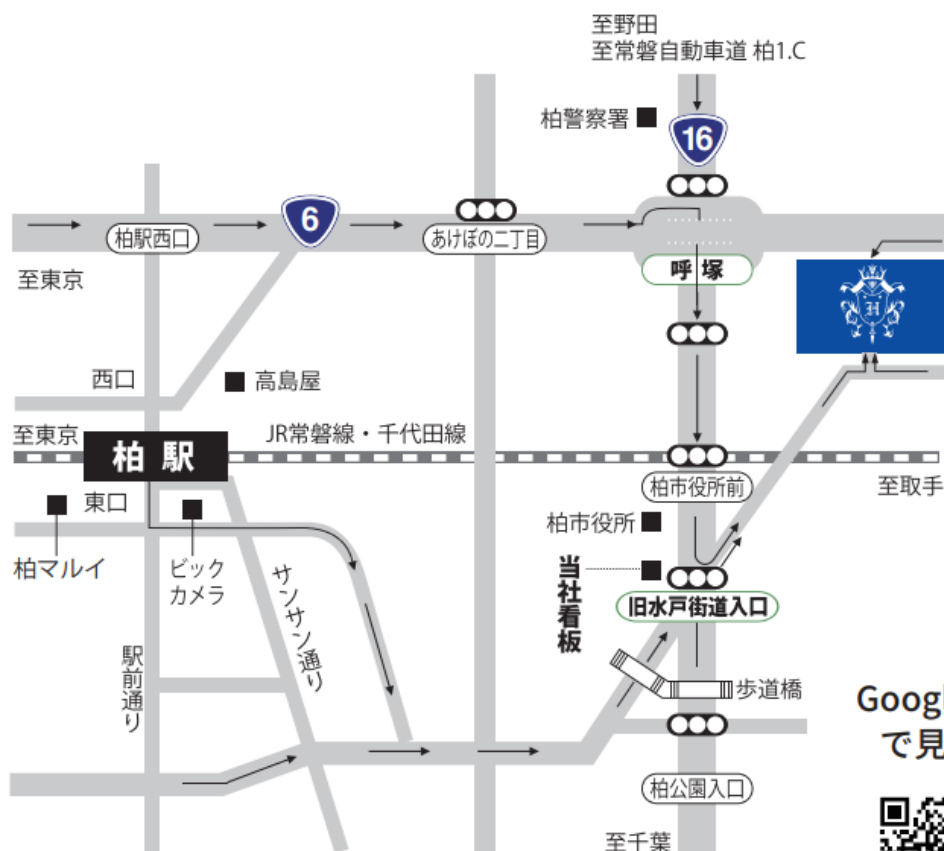 至野田
至常磐自動車道 柏1.C
柏警察署
16
6
柏駅西口
あけぼの二丁目
呼塚
至東京
H
西口
高島屋
至東京
柏駅
JR常磐線・千代田線
柏市役所前
至取手
東口
柏市役所
柏マルイ
ビック
カメラ
サンサン通り
当社看板
旧水戸街道入口
駅前通り
歩道橋
Googl
で見
柏公園入口
至千葉